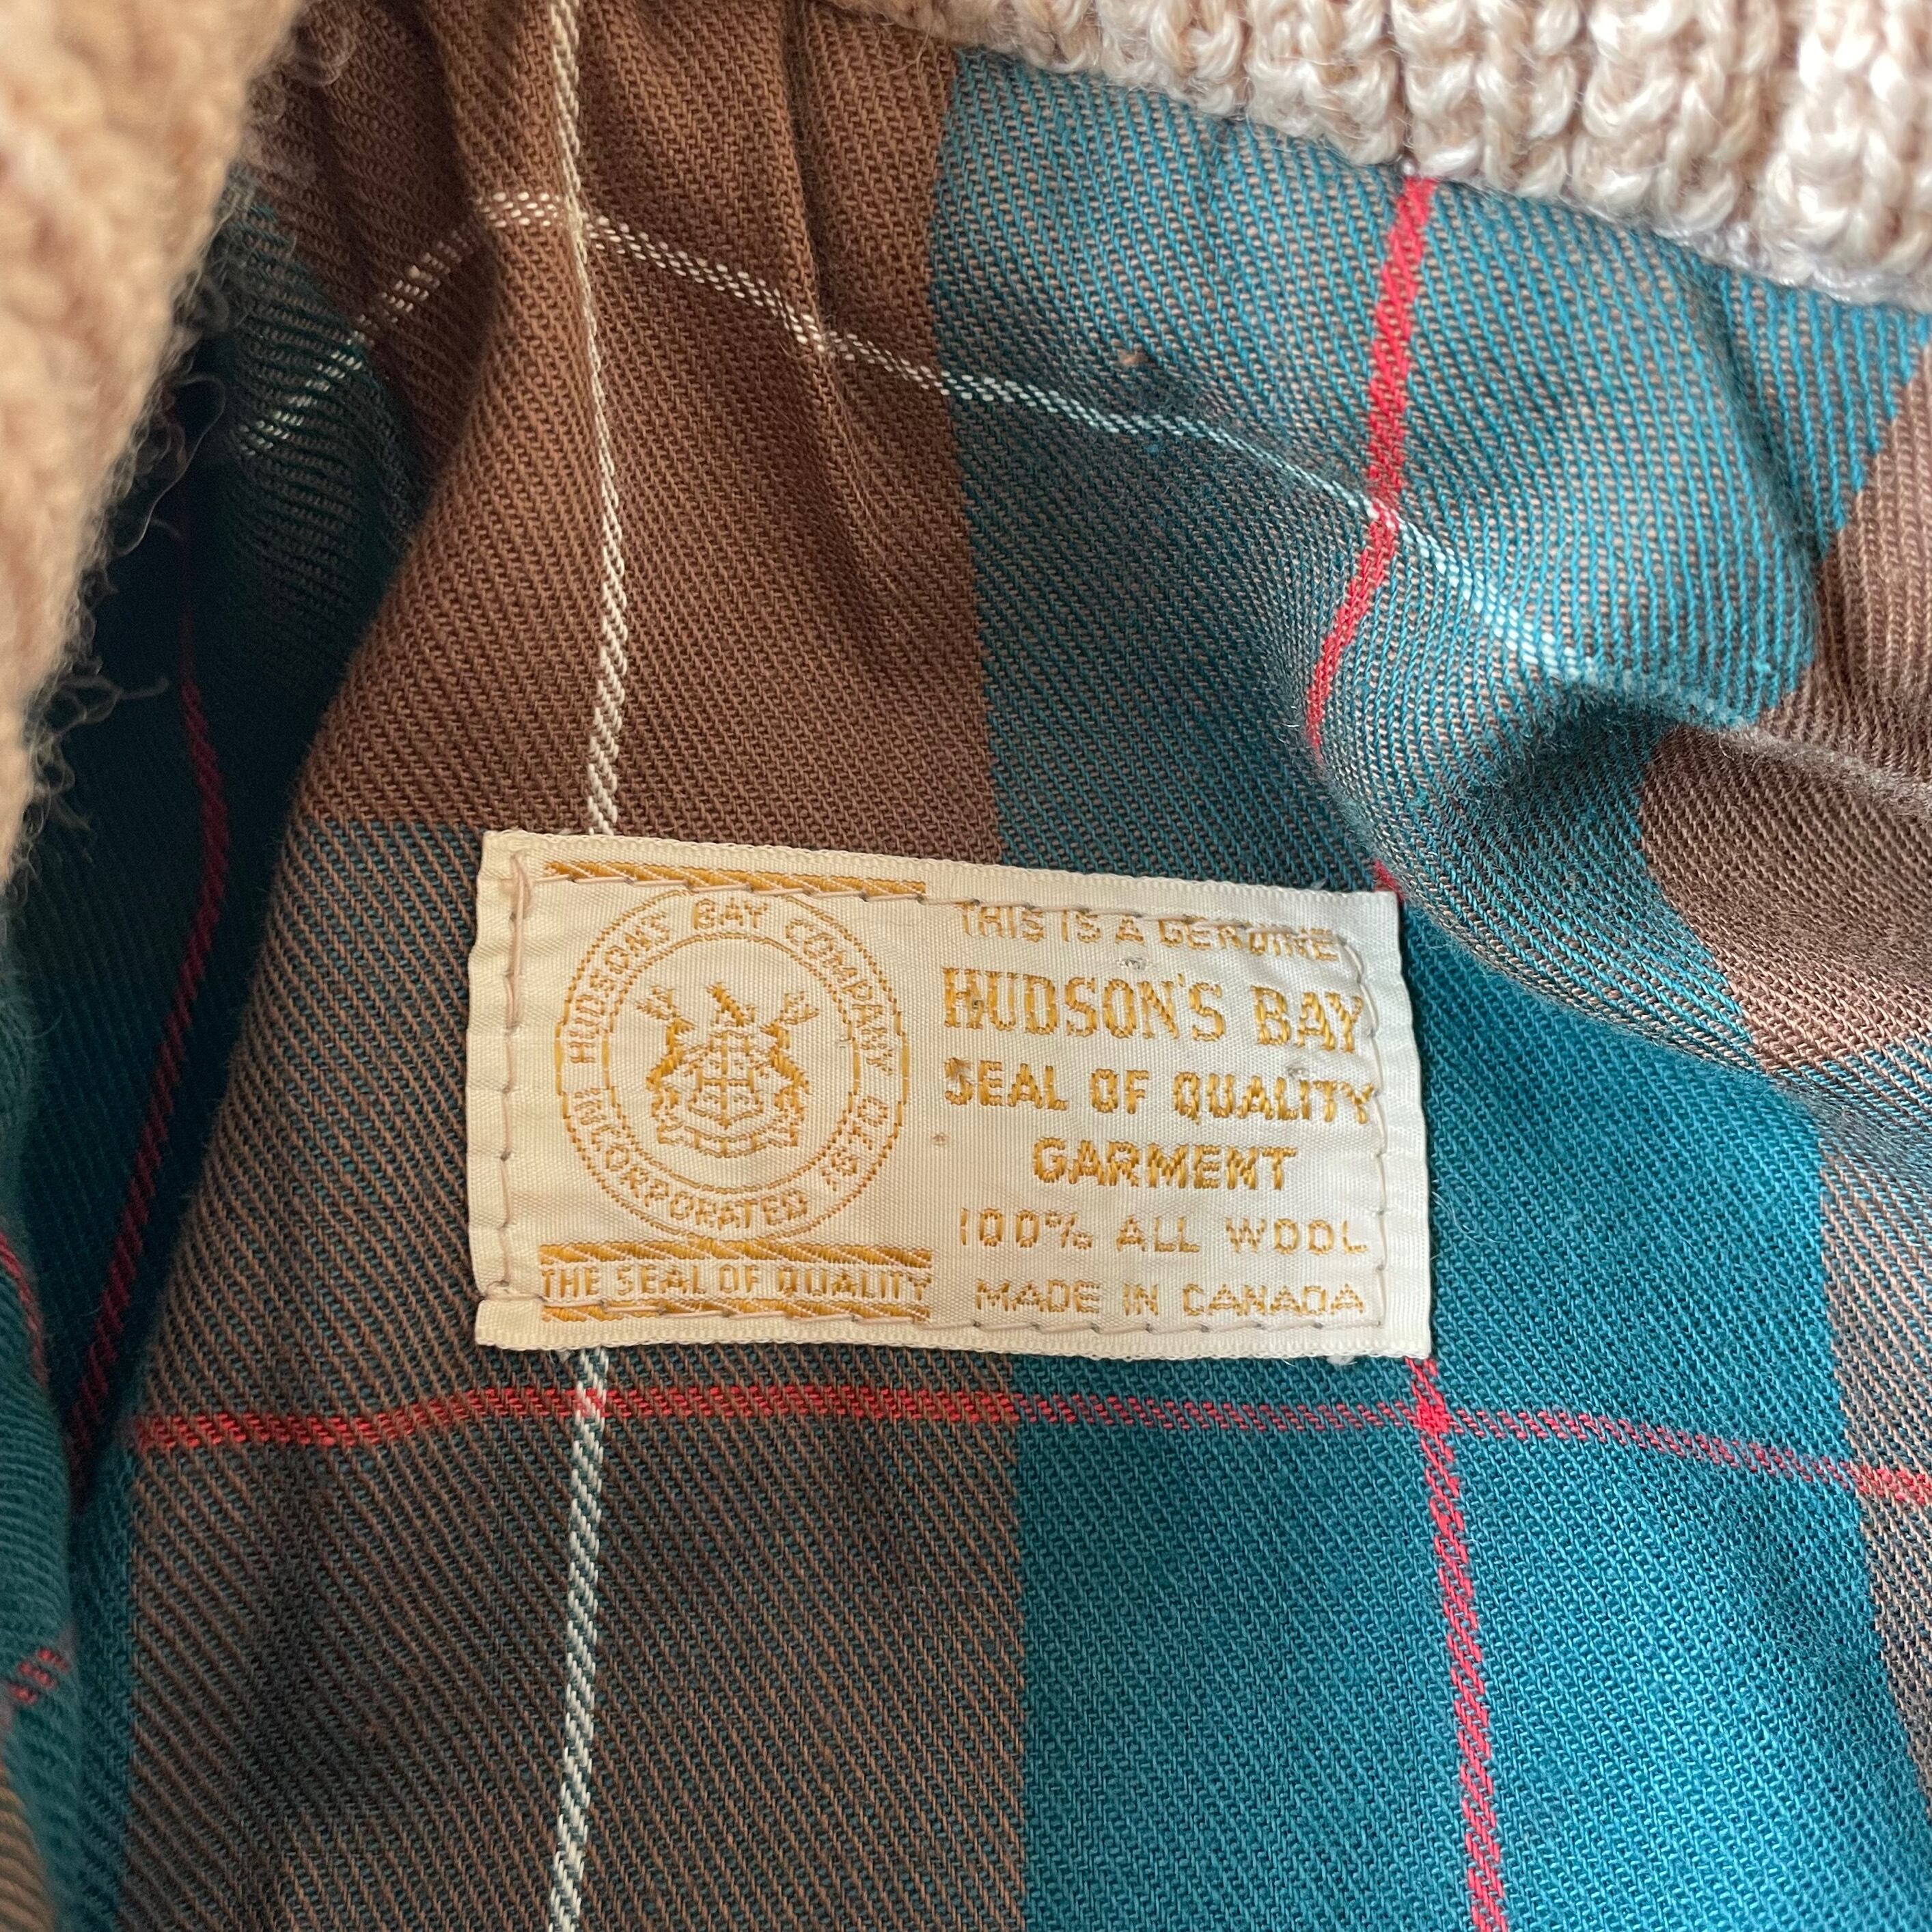 HUDSON'S BAY COMPANY
INCORPORATED 1670
THE SEAL OF QUALITY
THIS IS A GENUINE
HUDSON'S BAY
SEAL OF QUALITY
GARMENT
100% ALL WOOL
MADE IN CANADA